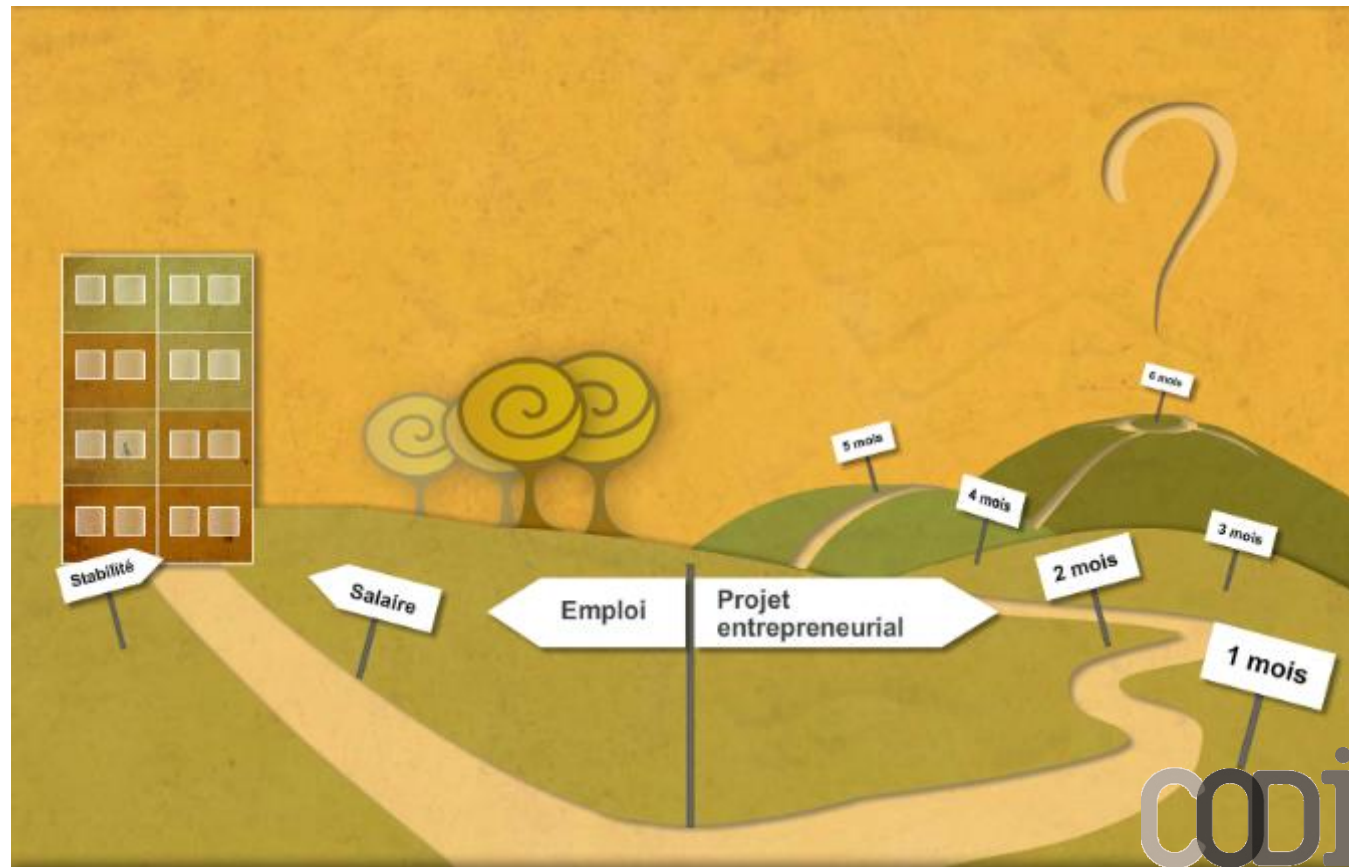 6 mois
5 mois
4 mois
3 mois
2 mois
Stabilité
Salaire
Emploi
Projet
entrepreneurial
1 mois
CODi